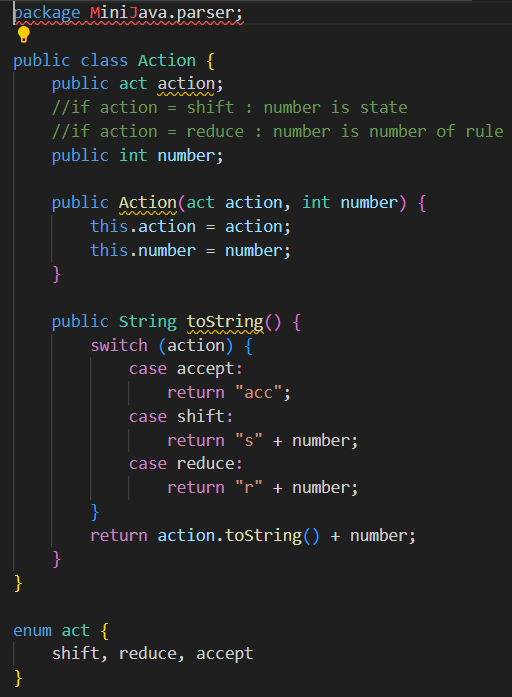 package MiniJava.parser;
public class Action {
    public act action;
    //if action = shift : number is state
    //if action = reduce : number is number of rule
    public int number;

    public Action(act action, int number) {
        this.action = action;
        this.number = number;
    }

    public String toString() {
        switch (action) {
            case accept:
                return "acc";
            case shift:
                return "s" + number;
            case reduce:
                return "r" + number;
        }
        return action.toString() + number;
    }
}

enum act {
    shift, reduce, accept
}